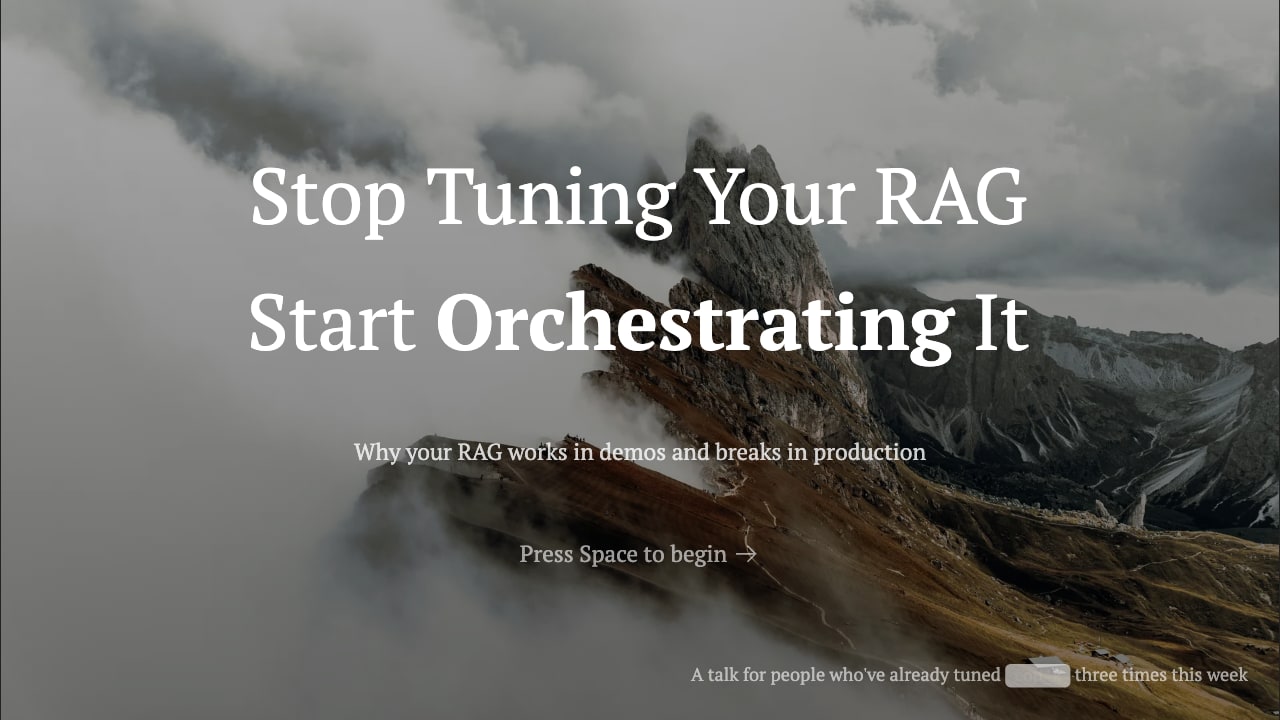 Stop Tuning Your RAG
Start Orchestrating It
Why your RAG works in demos and breaks in production
Press Space to begin →
A talk for people who've already tuned three times this week